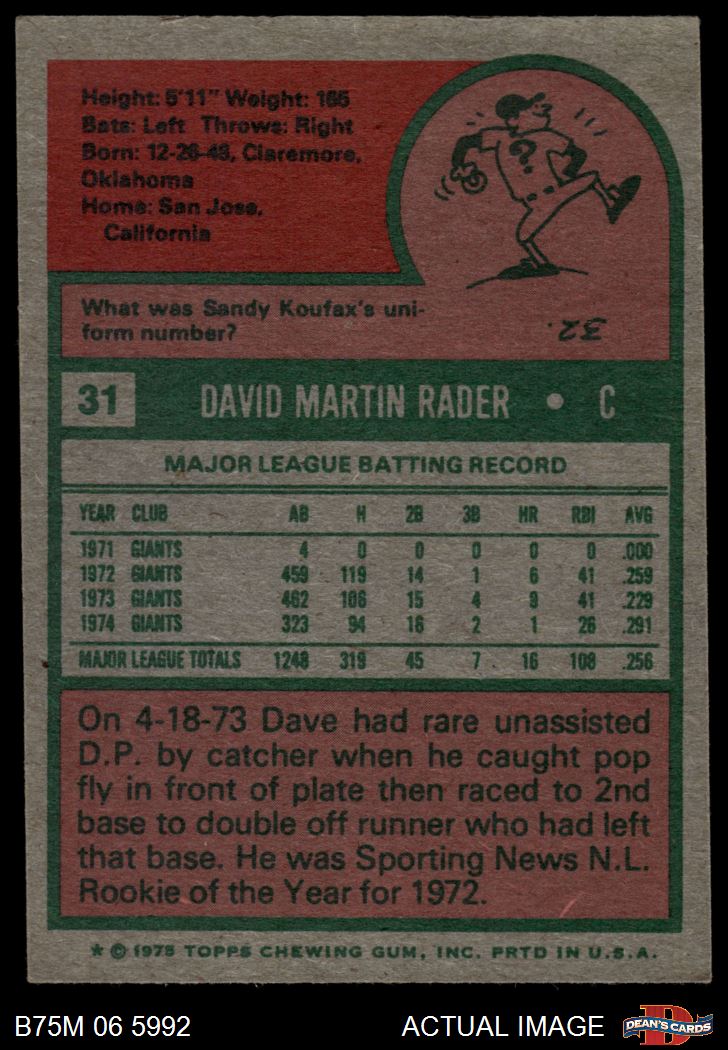 Height: 5'11" Weight: 165
Bats: Left Throws: Right
Born: 12-26-48, Claremore,
Oklahoma
Home: San Jose,
California
?
What was Sandy Koufax's uni-
form number?
32.
31 DAVID MARTIN RADER • C
MAJOR LEAGUE BATTING RECORD
YEAR CLUB AB H 2B 3B HR RBI AVG
1971 GIANTS 4 0 0 0 0 0 .000
1972 GIANTS 459 119 14 1 6 41 .259
1973 GIANTS 462 106 15 4 9 41 .229
1974 GIANTS 323 94 16 2 1 26 .291
MAJOR LEAGUE TOTALS 1248 319 45 7 16 108 .256
On 4-18-73 Dave had rare unassisted
D.P. by catcher when he caught pop
fly in front of plate then raced to 2nd
base to double off runner who had left
that base. He was Sporting News N.L.
Rookie of the Year for 1972.
★ © 1975 TOPPS CHEWING GUM, INC. PRTD IN U.S.A.
B75M 06 5992 ACTUAL IMAGE D DEAN'S CARDS